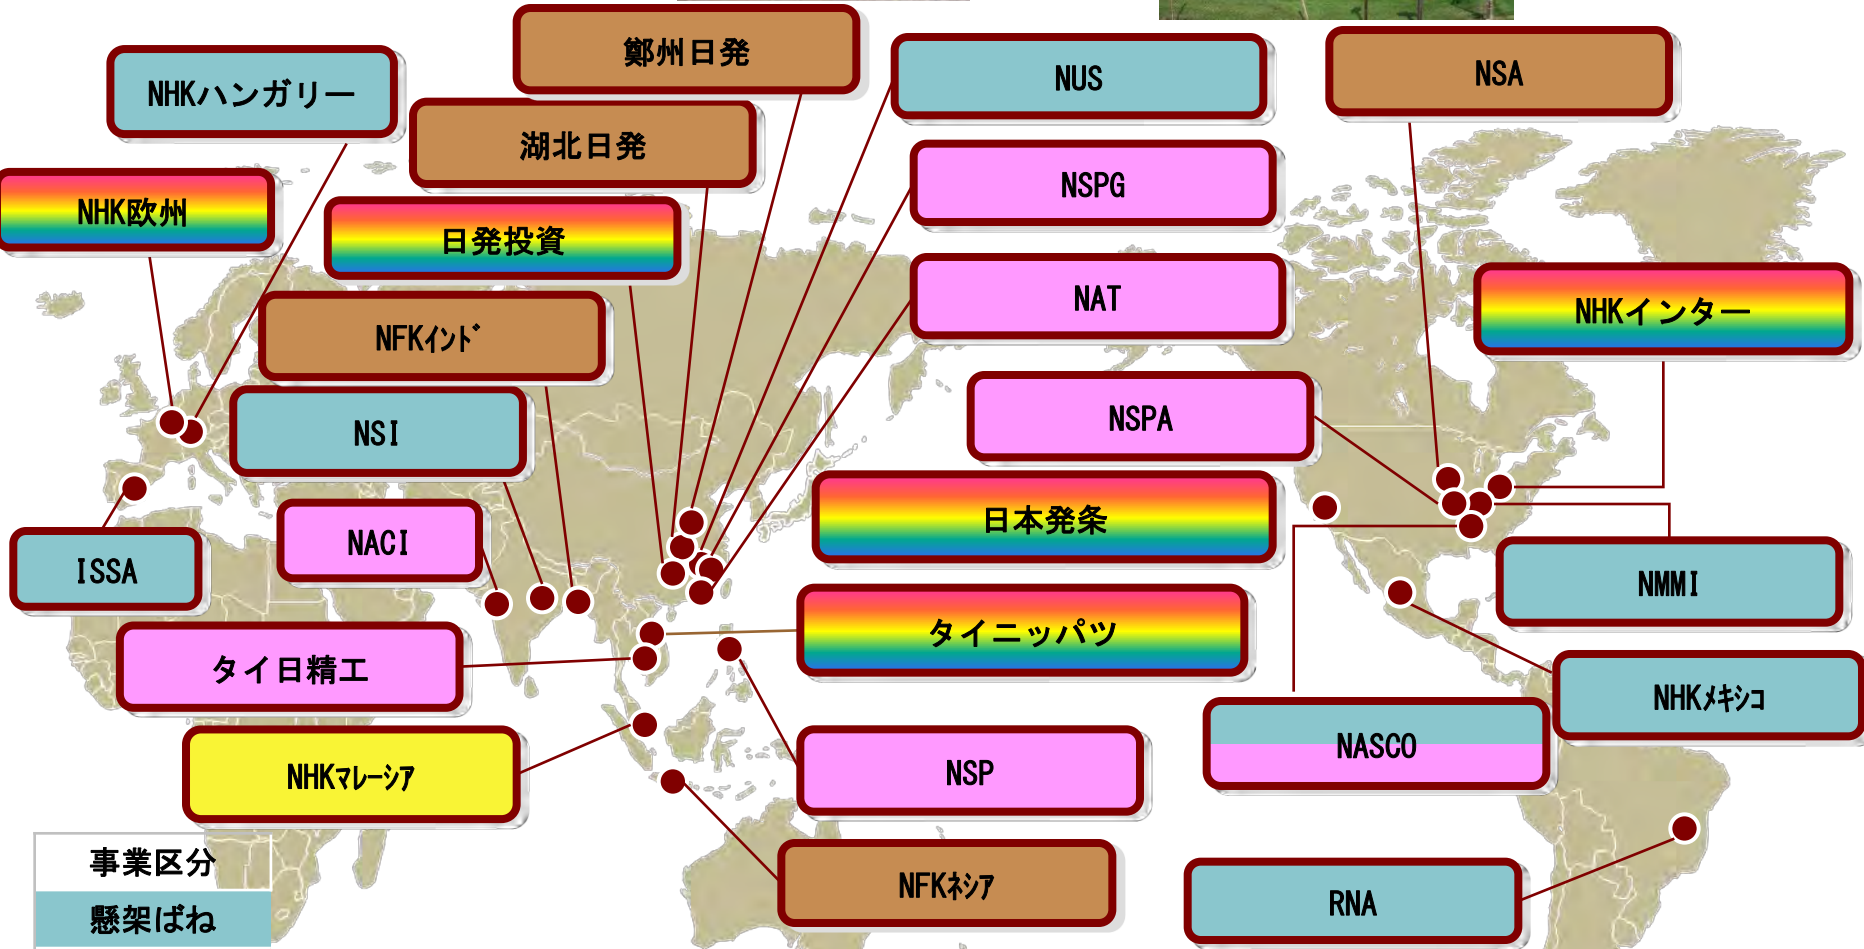 鄭州日発
NUS
NSA
NHKハンガリー
湖北日発
NSPG
NHK欧州
日発投資
NAT
NHKインター
NFKｲﾝﾄﾞ
NSPA
NSI
日本発条
NACI
ISSA
NMMI
タイニッパツ
タイ日精工
NHKﾒｷｼｺ
NASCO
NHKﾏﾚｰｼｱ
NSP
事業区分
NFKﾈｼｱ
RNA
懸架ばね